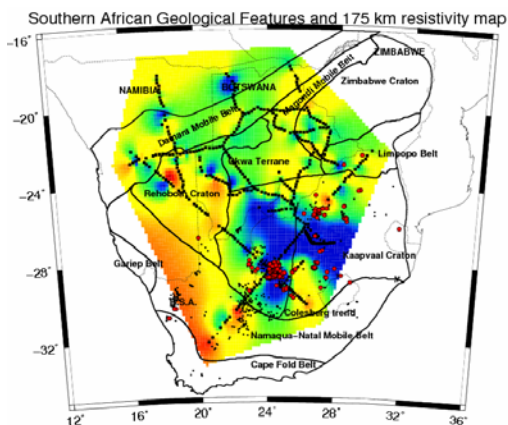 Southern African Geological Features and 175 km resistivity map
−16°
ZIMBABWE
Zimbabwe Craton
BOTSWANA
NAMIBIA
Magondi Mobile Belt
−20°
Damara Mobile Belt
Limpopo Belt
Okwa Terrane
Rehoboth Craton
−24°
Kaapvaal Craton
Gariep Belt
−28°
R.S.A.
Colesberg trend
Namaqua−Natal Mobile Belt
−32°
Cape Fold Belt
12°
16°
20°
24°
28°
32°
36°